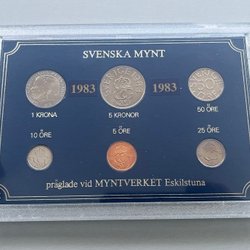 SVENSKA MYNT
1983 1983
1 KRONA 5 KRONOR 50 ÖRE
10 ÖRE 5 ÖRE 25 ÖRE
präglade vid MYNTVERKET Eskilstuna